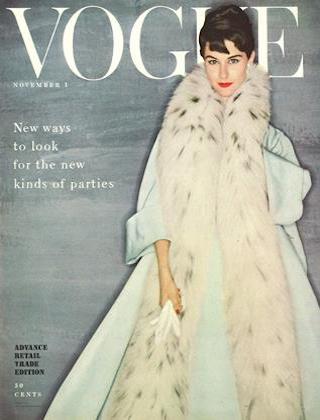 VOGUE
NOVEMBER 1
New ways
to look
for the new
kinds of parties
ADVANCE
RETAIL
TRADE
EDITION
50
CENTS